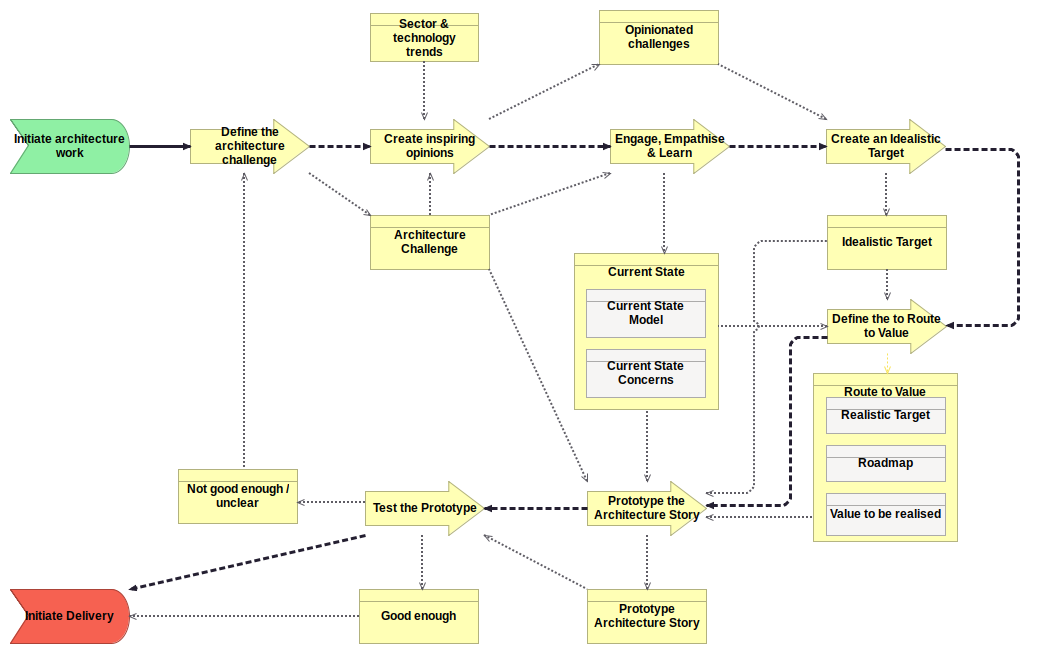 Sector &
technology
trends
Opinionated
challenges
Initiate architecture
work
Define the
architecture
challenge
Create inspiring
opinions
Engage, Empathise
& Learn
Create an Idealistic
Target
Architecture
Challenge
Idealistic Target
Current State
Current State
Model
Current State
Concerns
Define the to Route
to Value
Route to Value
Realistic Target
Roadmap
Value to be realised
Not good enough /
unclear
Test the Prototype
Prototype the
Architecture Story
Initiate Delivery
Good enough
Prototype
Architecture Story